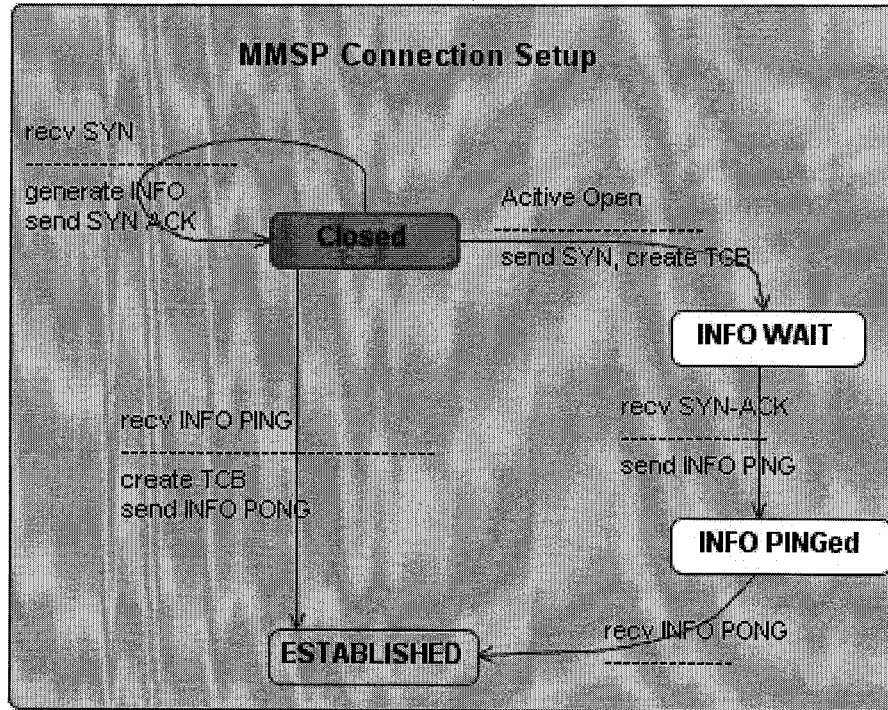 MMSP Connection Setup
recv SYN
generate INFO
send SYN ACK
Closed
Acitive Open
send SYN, create TCB
INFO WAIT
recv SYN-ACK
send INFO PING
recv INFO PING
create TCB
send INFO PONG
INFO PINGed
recv INFO PONG
ESTABLISHED